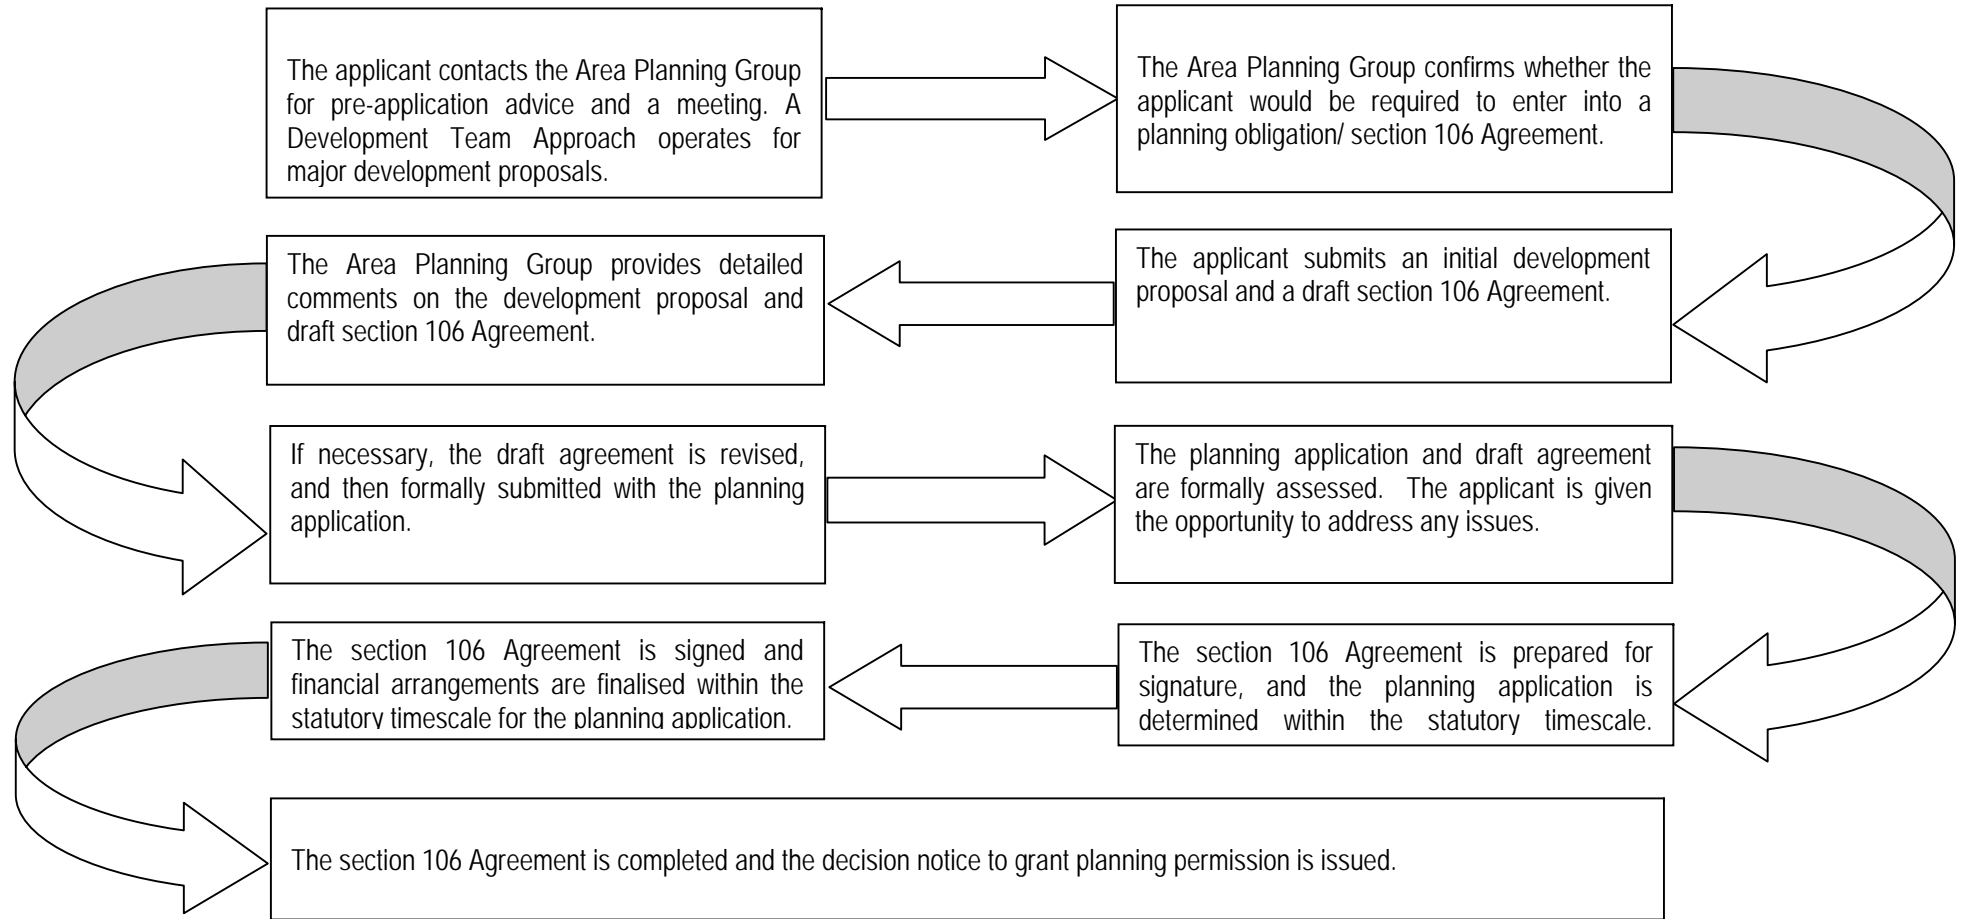 The applicant contacts the Area Planning Group
for pre-application advice and a meeting. A
Development Team Approach operates for
major development proposals.
The Area Planning Group confirms whether the
applicant would be required to enter into a
planning obligation/ section 106 Agreement.
The applicant submits an initial development
proposal and a draft section 106 Agreement.
The Area Planning Group provides detailed
comments on the development proposal and
draft section 106 Agreement.
If necessary, the draft agreement is revised,
and then formally submitted with the planning
application.
The planning application and draft agreement
are formally assessed. The applicant is given
the opportunity to address any issues.
The section 106 Agreement is prepared for
signature, and the planning application is
determined within the statutory timescale.
The section 106 Agreement is signed and
financial arrangements are finalised within the
statutory timescale for the planning application.
The section 106 Agreement is completed and the decision notice to grant planning permission is issued.